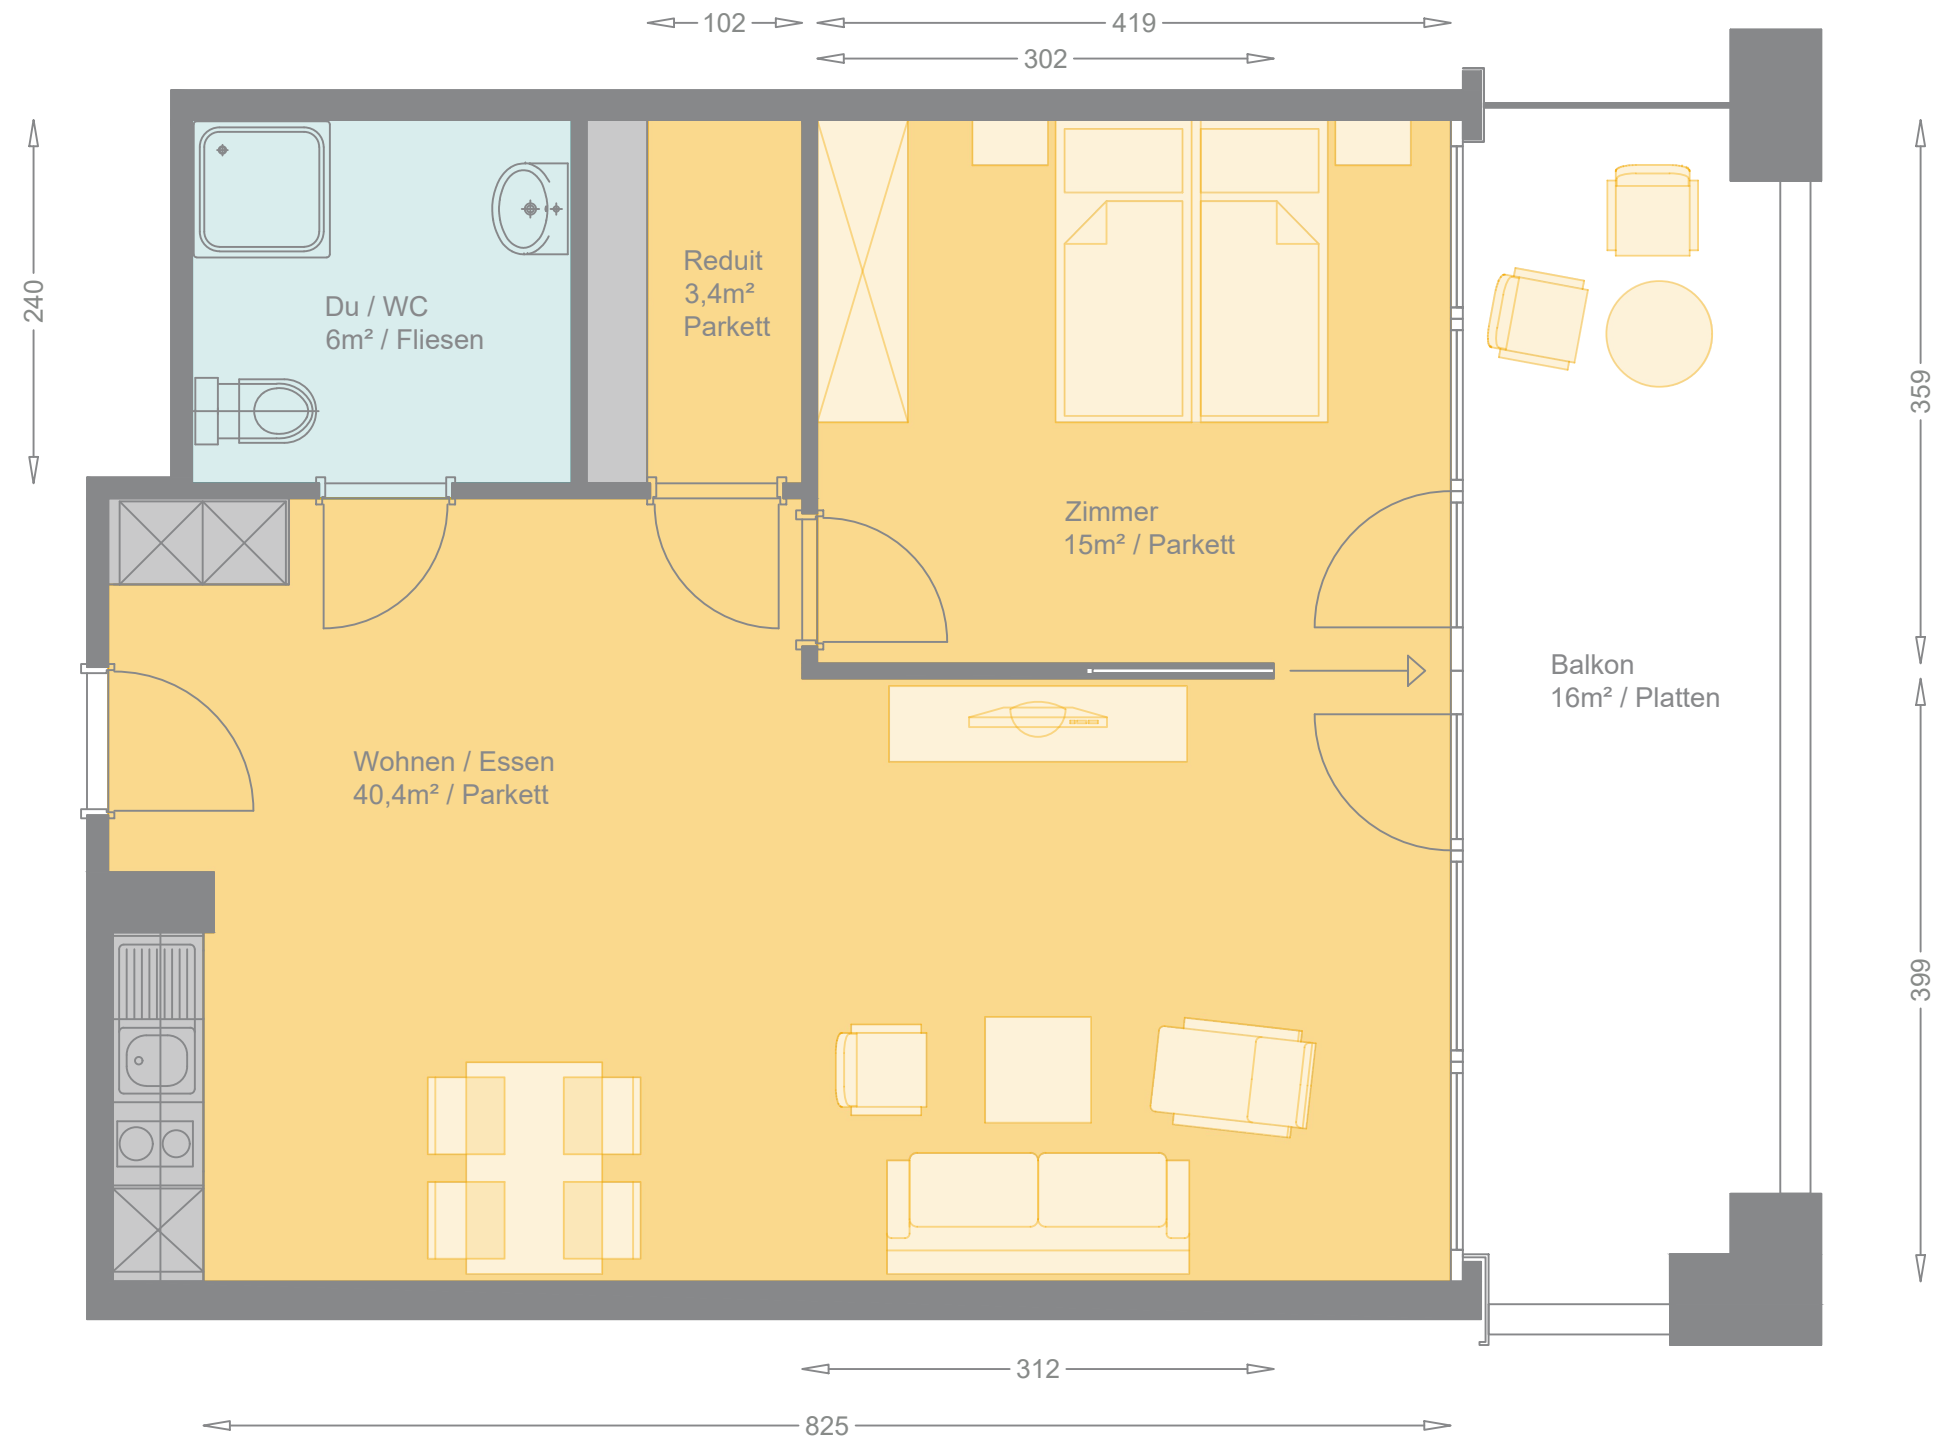 102
419
302
240
Du / WC
6m² / Fliesen
Reduit
3,4m²
Parkett
Zimmer
15m² / Parkett
359
Balkon
16m² / Platten
Wohnen / Essen
40,4m² / Parkett
399
312
825